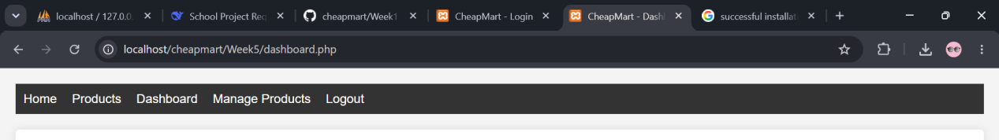 localhost / 127.0.0.
School Project Req
cheapmart/Week1
CheapMart - Login
CheapMart - Dash
successful installat
localhost/cheapmart/Week5/dashboard.php
Home Products Dashboard Manage Products Logout